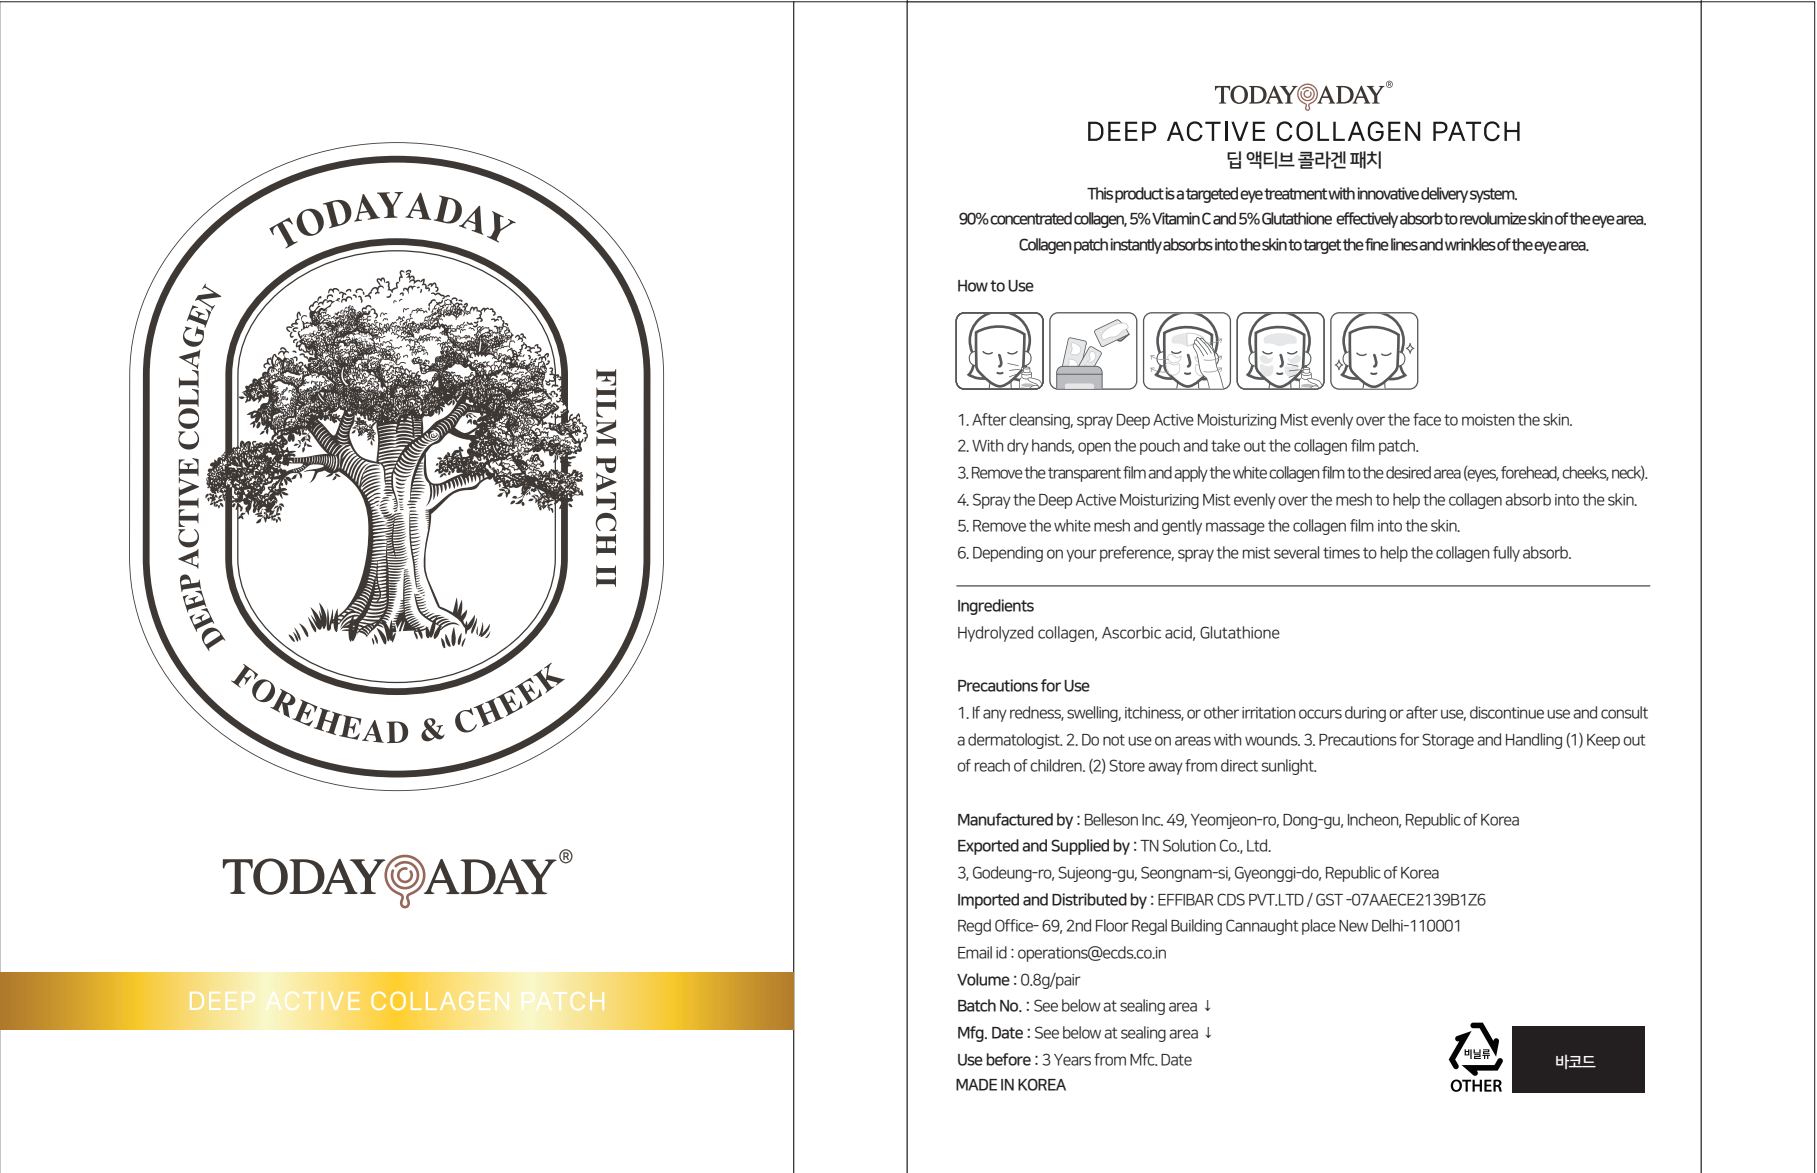 TODAYADAY
DEEP ACTIVE COLLAGEN
FILM PATCH II
FOREHEAD & CHEEK
TODAY ADAY®
DEEP ACTIVE COLLAGEN PATCH
TODAY ADAY®
DEEP ACTIVE COLLAGEN PATCH
딥 액티브 콜라겐 패치
This product is a targeted eye treatment with innovative delivery system.
90% concentrated collagen, 5% Vitamin C and 5% Glutathione effectively absorb to revolumize skin of the eye area.
Collagen patch instantly absorbs into the skin to target the fine lines and wrinkles of the eye area.
How to Use
1. After cleansing, spray Deep Active Moisturizing Mist evenly over the face to moisten the skin.
2. With dry hands, open the pouch and take out the collagen film patch.
3. Remove the transparent film and apply the white collagen film to the desired area (eyes, forehead, cheeks, neck).
4. Spray the Deep Active Moisturizing Mist evenly over the mesh to help the collagen absorb into the skin.
5. Remove the white mesh and gently massage the collagen film into the skin.
6. Depending on your preference, spray the mist several times to help the collagen fully absorb.
Ingredients
Hydrolyzed collagen, Ascorbic acid, Glutathione
Precautions for Use
1. If any redness, swelling, itchiness, or other irritation occurs during or after use, discontinue use and consult
a dermatologist. 2. Do not use on areas with wounds. 3. Precautions for Storage and Handling (1) Keep out
of reach of children. (2) Store away from direct sunlight.
Manufactured by : Belleson Inc. 49, Yeomjeon-ro, Dong-gu, Incheon, Republic of Korea
Exported and Supplied by : TN Solution Co., Ltd.
3, Godeung-ro, Sujeong-gu, Seongnam-si, Gyeonggi-do, Republic of Korea
Imported and Distributed by : EFFIBAR CDS PVT.LTD / GST -07AAECE2139B1Z6
Regd Office- 69, 2nd Floor Regal Building Cannaught place New Delhi-110001
Email id : operations@ecds.co.in
Volume : 0.8g/pair
Batch No. : See below at sealing area ↓
Mfg. Date : See below at sealing area ↓
Use before : 3 Years from Mfc. Date
MADE IN KOREA
비닐류
OTHER
바코드